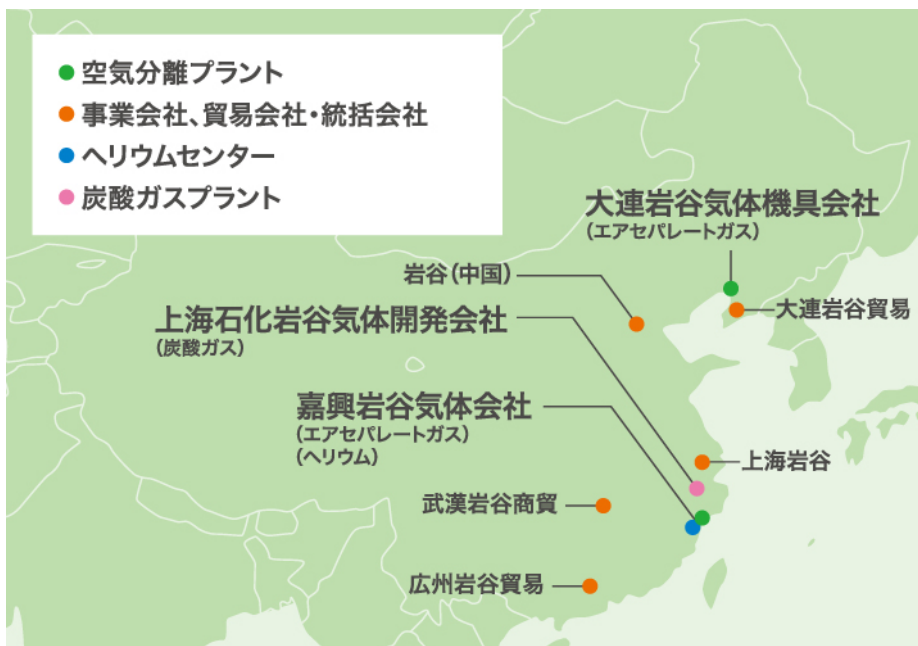 空気分離プラント
事業会社、貿易会社・統括会社
ヘリウムセンター
炭酸ガスプラント
大連岩谷気体機具会社
(エアセパレートガス)
岩谷(中国)
大連岩谷貿易
上海石化岩谷気体開発会社
(炭酸ガス)
嘉興岩谷気体会社
(エアセパレートガス)
(ヘリウム)
上海岩谷
武漢岩谷商貿
広州岩谷貿易